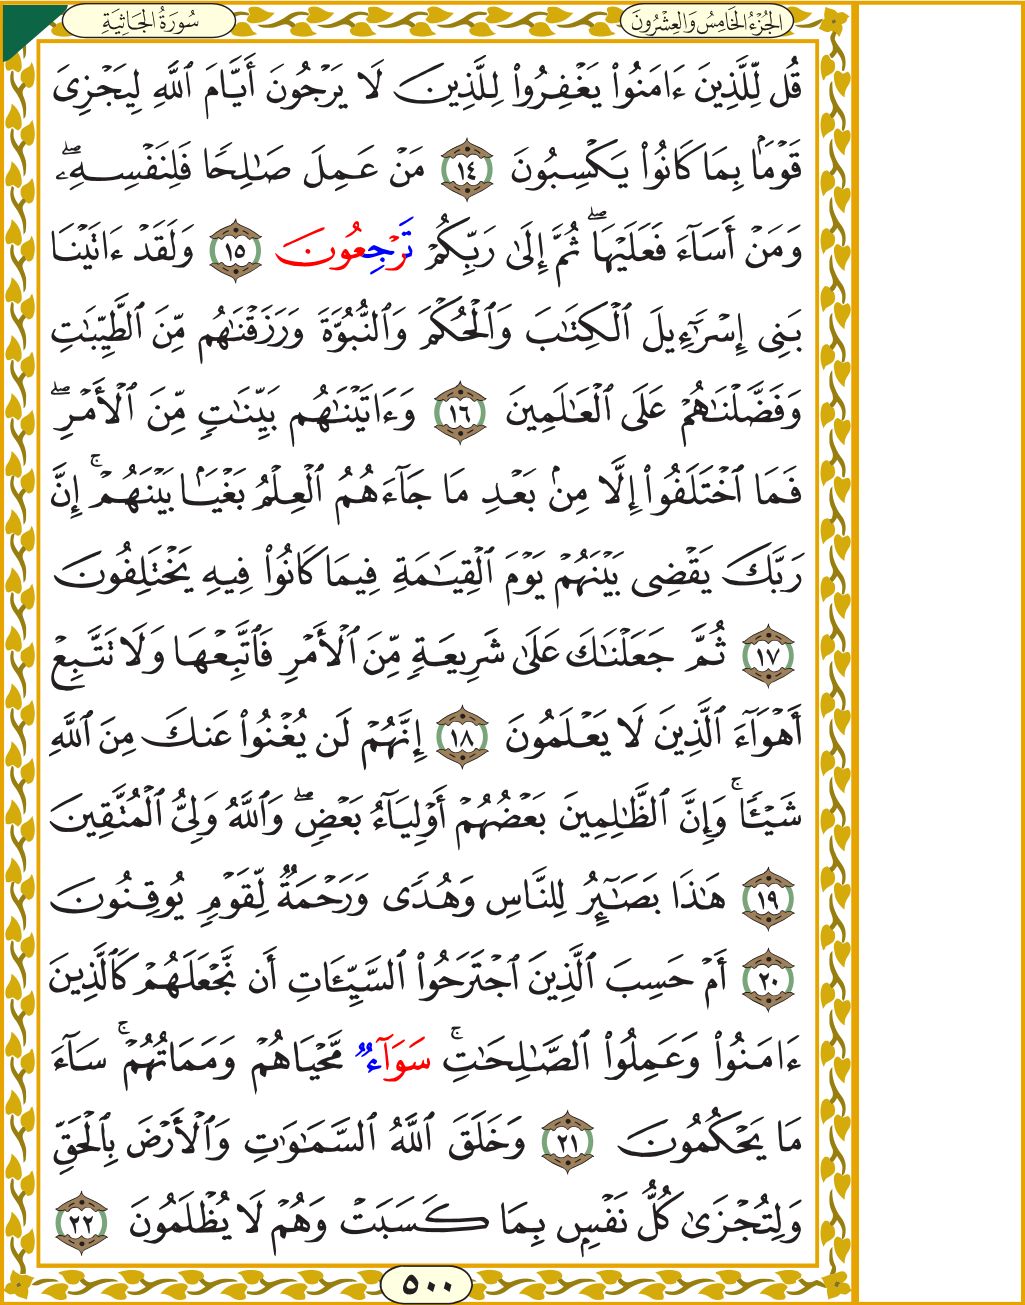 الجُزْءُ الخَامِسُ وَالعِشْرُونَ
سُورَةُ الجَاثِيَةِ
قُل لِّلَّذِينَ ءَامَنُوا۟ يَغْفِرُوا۟ لِلَّذِينَ لَا يَرْجُونَ أَيَّامَ ٱللَّهِ لِيَجْزِىَ
قَوْمًۢا بِمَا كَانُوا۟ يَكْسِبُونَ ١٤ مَنْ عَمِلَ صَـٰلِحًا فَلِنَفْسِهِۦۖ
وَمَنْ أَسَآءَ فَعَلَيْهَاۖ ثُمَّ إِلَىٰ رَبِّكُمْ تَرْجِعُونَ ١٥ وَلَقَدْ ءَاتَيْنَا
بَنِى إِسْرَٰٓءِيلَ ٱلْكِتَـٰبَ وَٱلْحُكْمَ وَٱلنُّبُوَّةَ وَرَزَقْنَـٰهُم مِّنَ ٱلطَّيِّبَـٰتِ
وَفَضَّلْنَـٰهُمْ عَلَى ٱلْعَـٰلَمِينَ ١٦ وَءَاتَيْنَـٰهُم بَيِّنَـٰتٍ مِّنَ ٱلْأَمْرِۖ
فَمَا ٱخْتَلَفُوا۟ إِلَّا مِنۢ بَعْدِ مَا جَآءَهُمُ ٱلْعِلْمُ بَغْيًۢا بَيْنَهُمْۚ إِنَّ
رَبَّكَ يَقْضِى بَيْنَهُمْ يَوْمَ ٱلْقِيَـٰمَةِ فِيمَا كَانُوا۟ فِيهِ يَخْتَلِفُونَ
١٧ ثُمَّ جَعَلْنَـٰكَ عَلَىٰ شَرِيعَةٍ مِّنَ ٱلْأَمْرِ فَٱتَّبِعْهَا وَلَا تَتَّبِعْ
أَهْوَآءَ ٱلَّذِينَ لَا يَعْلَمُونَ ١٨ إِنَّهُمْ لَن يُغْنُوا۟ عَنكَ مِنَ ٱللَّهِ
شَيْـًٔاۚ وَإِنَّ ٱلظَّـٰلِمِينَ بَعْضُهُمْ أَوْلِيَآءُ بَعْضٍۖ وَٱللَّهُ وَلِىُّ ٱلْمُتَّقِينَ
١٩ هَـٰذَا بَصَـٰٓئِرُ لِلنَّاسِ وَهُدًى وَرَحْمَةٌ لِّقَوْمٍ يُوقِنُونَ
٢٠ أَمْ حَسِبَ ٱلَّذِينَ ٱجْتَرَحُوا۟ ٱلسَّيِّـَٔاتِ أَن نَّجْعَلَهُمْ كَٱلَّذِينَ
ءَامَنُوا۟ وَعَمِلُوا۟ ٱلصَّـٰلِحَـٰتِۚ سَوَآءٌ مَّحْيَاهُمْ وَمَمَاتُهُمْۚ سَآءَ
مَا يَحْكُمُونَ ٢١ وَخَلَقَ ٱللَّهُ ٱلسَّمَـٰوَٰتِ وَٱلْأَرْضَ بِٱلْحَقِّ
وَلِتُجْزَىٰ كُلُّ نَفْسٍۭ بِمَا كَسَبَتْ وَهُمْ لَا يُظْلَمُونَ ٢٢
٥٠٠